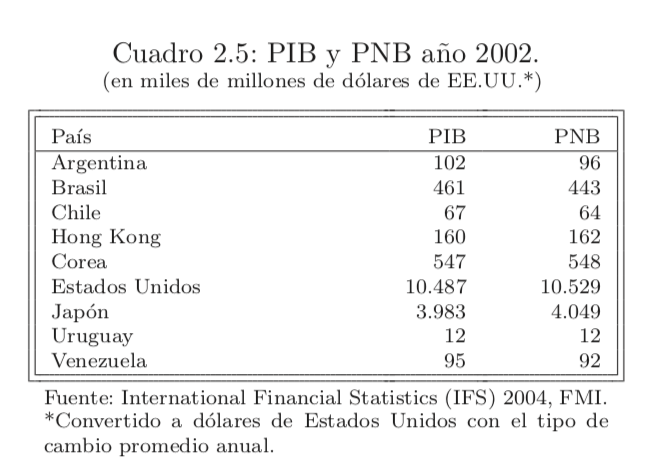 Cuadro 2.5: PIB y PNB año 2002.
(en miles de millones de dólares de EE.UU.*)
País PIB PNB
Argentina 102 96
Brasil 461 443
Chile 67 64
Hong Kong 160 162
Corea 547 548
Estados Unidos 10.487 10.529
Japón 3.983 4.049
Uruguay 12 12
Venezuela 95 92
Fuente: International Financial Statistics (IFS) 2004, FMI.
*Convertido a dólares de Estados Unidos con el tipo de
cambio promedio anual.